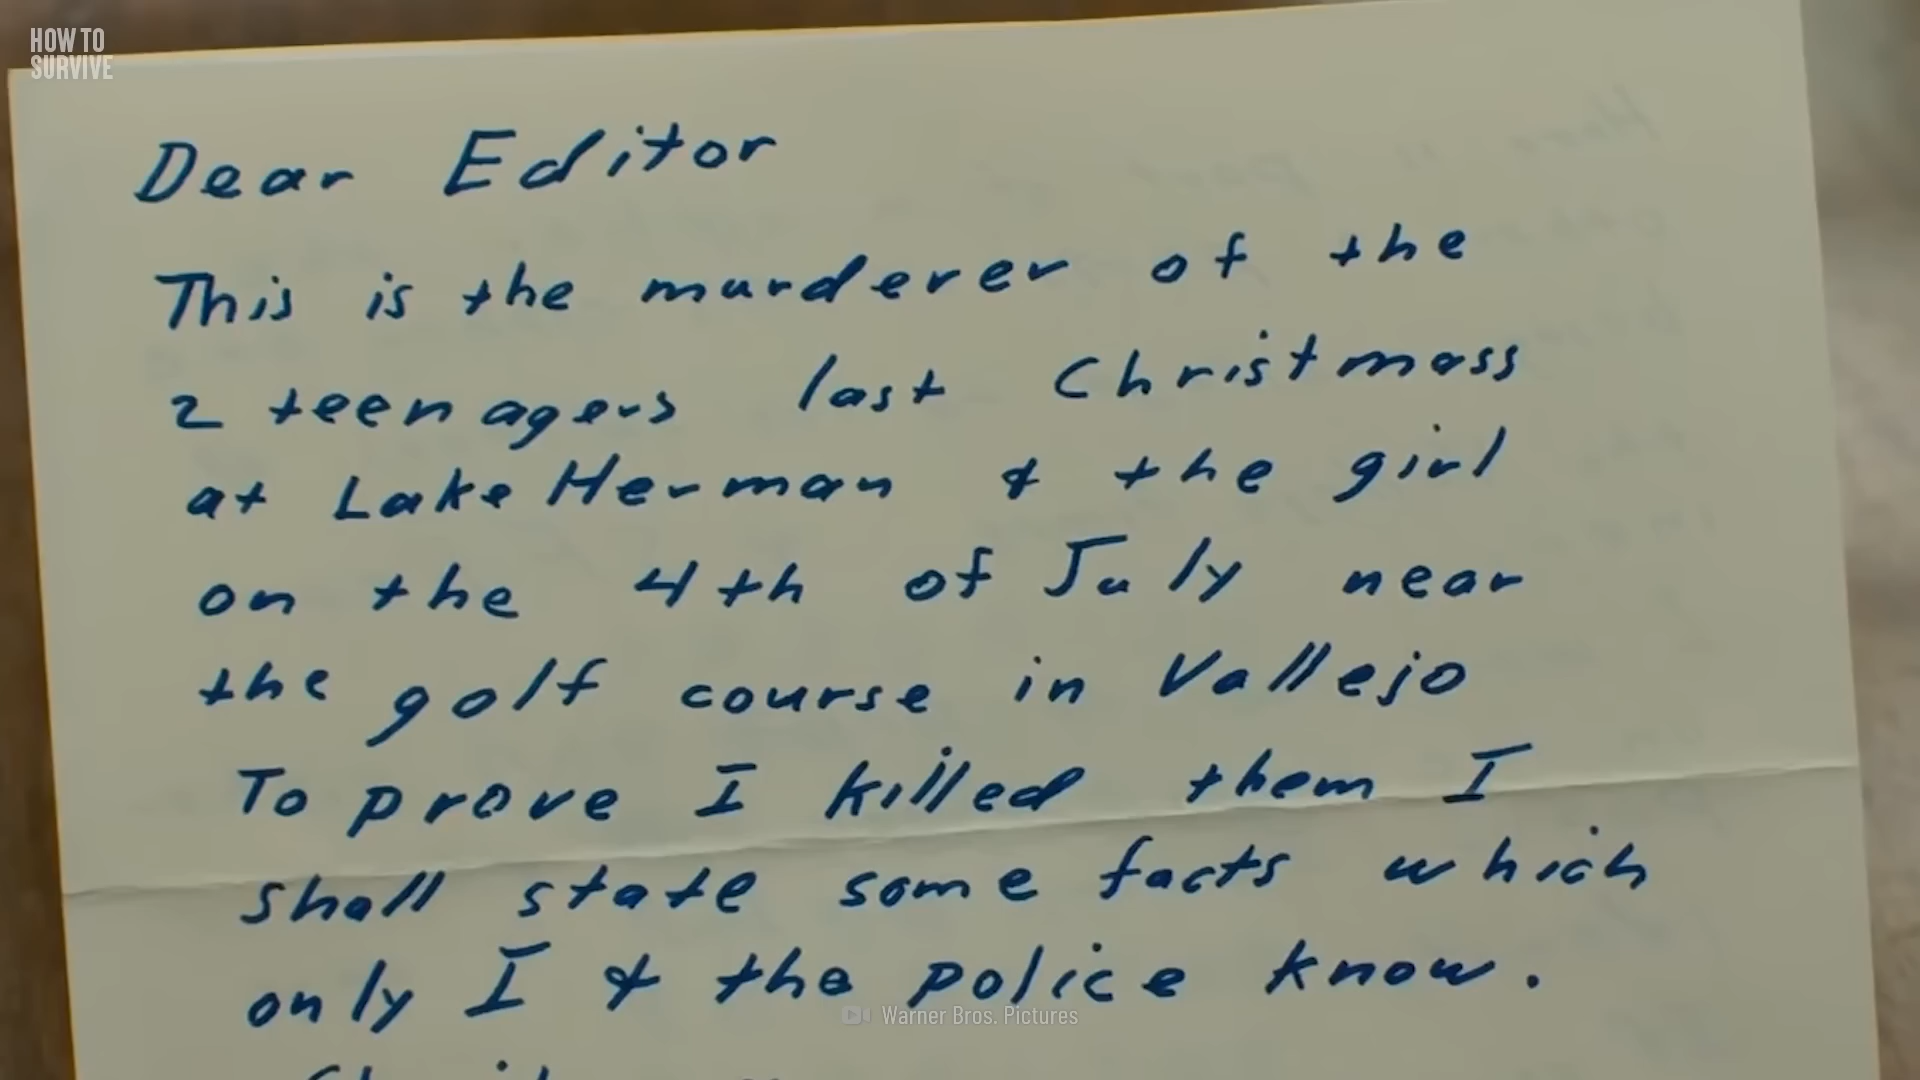 HOW TO
SURVIVE
Dear Editor
This is the murderer of the
2 teenagers last Christmass
at Lake Herman & the girl
on the 4th of July near
the golf course in Vallejo
To prove I killed them I
shall state some facts which
only I & the police know.
Warner Bros. Pictures